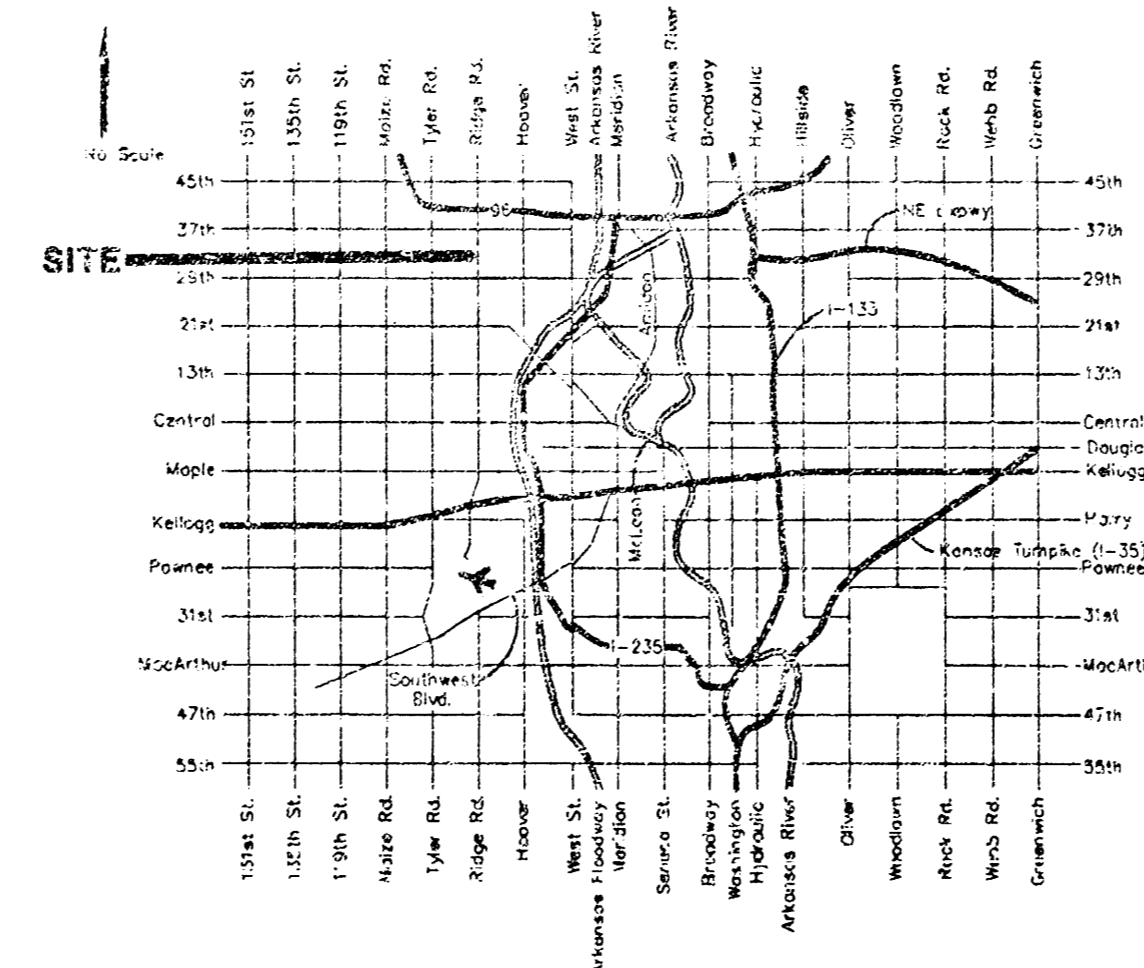 No Scale
151st St.
135th St.
119th St.
Maize Rd.
Tyler Rd.
Ridge Rd.
Hoover
West St.
Arkansas River
Meridian
Arkansas River
Broadway
Hydraulic
Hillside
Oliver
Woodlawn
Rock Rd.
Webb Rd.
Greenwich
45th
37th
SITE
29th
21st
13th
Central
Maple
Kellogg
Pawnee
31st
MacArthur
47th
55th
96
NE Expwy
I-133
Amidon
McLean
Kansas Turnpike (I-35)
I-235
Southwest
Blvd.
45th
37th
29th
21st
13th
Central
Dougla
Kellogg
Harry
Pawnee
31st
MacArth
47th
55th
151st St.
135th St.
119th St.
Maize Rd.
Tyler Rd.
Ridge Rd.
Hoover
West St.
Arkansas Floodway
Meridian
Seneca St.
Broadway
Washington
Hydraulic
Arkansas River
Oliver
Woodlawn
Rock Rd.
Webb Rd.
Greenwich